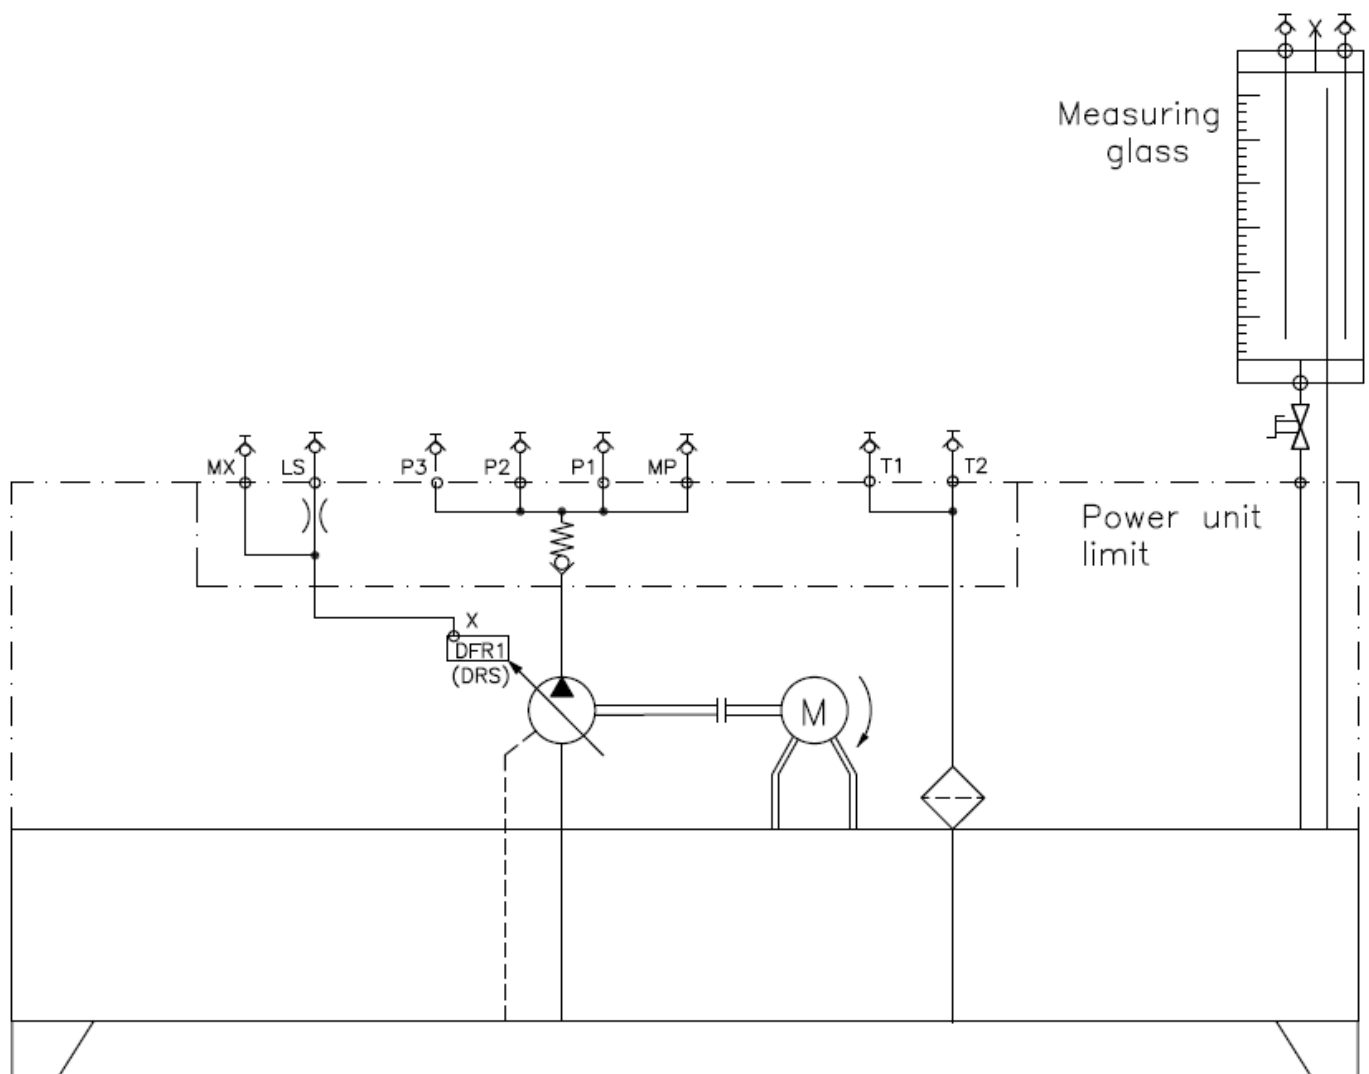 Measuring
glass
MX
LS
P3
P2
P1
MP
T1
T2
Power unit
limit
X
DFR1
(DRS)
M